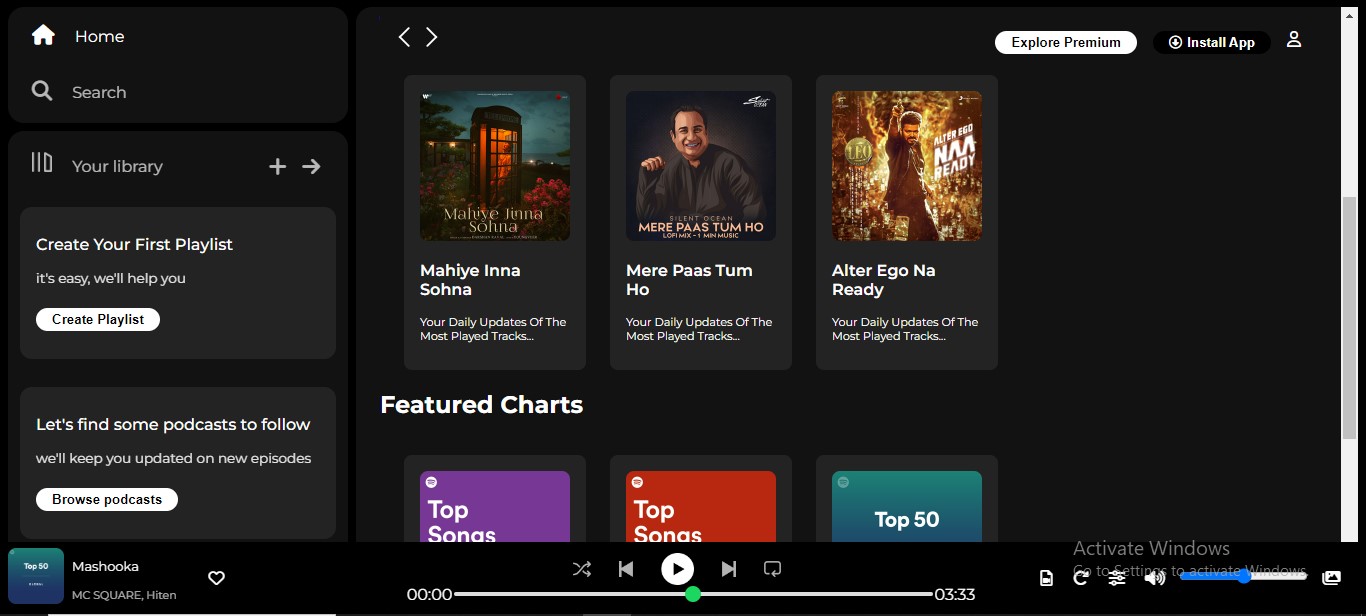 Home
Search
Your library
Create Your First Playlist
it's easy, we'll help you
Create Playlist
Let's find some podcasts to follow
we'll keep you updated on new episodes
Browse podcasts
Explore Premium
Install App
Mahiye Jinna
Sohna
Mahiye Inna
Sohna
Your Daily Updates Of The
Most Played Tracks...
SILENT OCEAN
MERE PAAS TUM HO
LOFI MIX - 1 MIN MUSIC
Mere Paas Tum
Ho
Your Daily Updates Of The
Most Played Tracks...
LEO
ALTER EGO
NAA
READY
Alter Ego Na
Ready
Your Daily Updates Of The
Most Played Tracks...
Featured Charts
Top
Songs
Top
Songs
Top 50
Top 50
GLOBAL
Mashooka
MC SQUARE, Hiten
00:00
03:33
Activate Windows
Go to Settings to activate Windows.